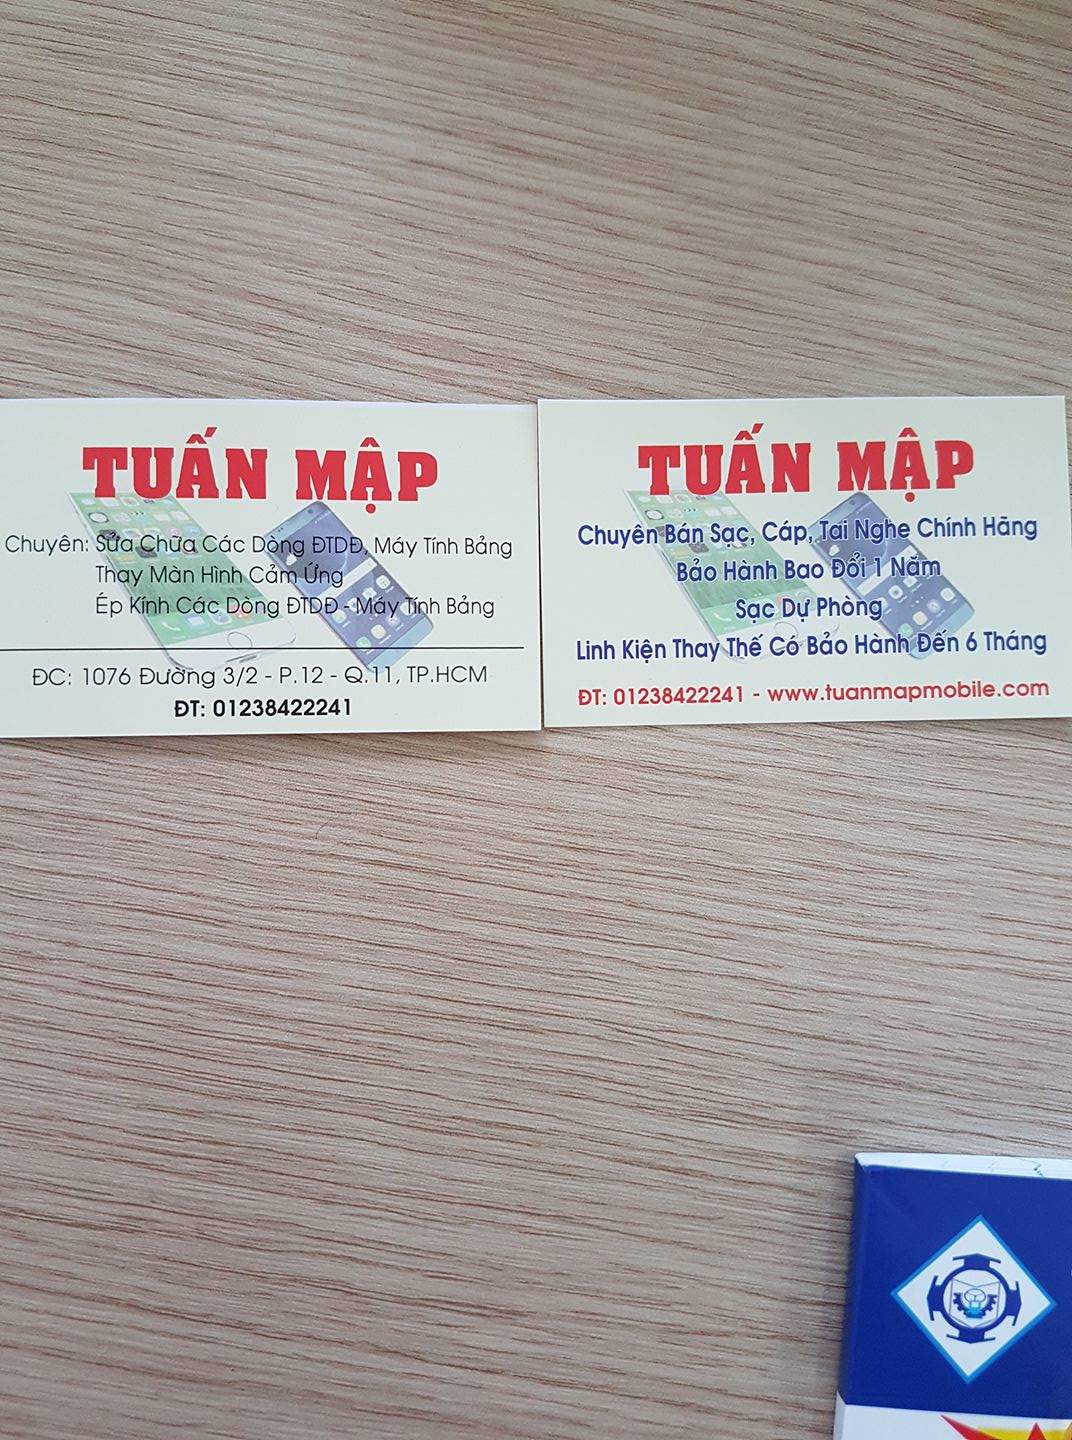 TUẤN MẬP
Chuyên: Sửa Chữa Các Dòng ĐTDĐ, Máy Tính Bảng
Thay Màn Hình Cảm Ứng
Ép Kính Các Dòng ĐTDĐ - Máy Tính Bảng
ĐC: 1076 Đường 3/2 - P.12 - Q.11, TP.HCM
ĐT: 01238422241
TUẤN MẬP
Chuyên Bán Sạc, Cáp, Tai Nghe Chính Hãng
Bảo Hành Bao Đổi 1 Năm
Sạc Dự Phòng
Linh Kiện Thay Thế Có Bảo Hành Đến 6 Tháng
ĐT: 01238422241 - www.tuanmapmobile.com